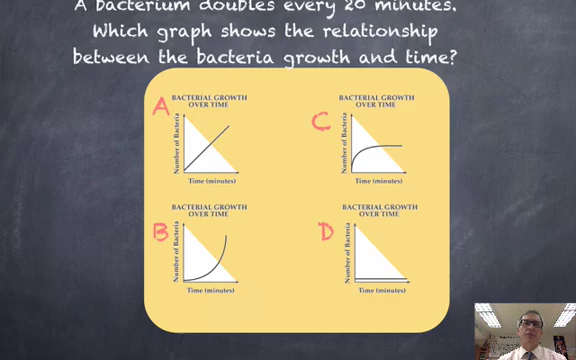 A bacterium doubles every 20 minutes.
Which graph shows the relationship
between the bacteria growth and time?
A
BACTERIAL GROWTH
OVER TIME
Number of Bacteria
Time (minutes)
C
BACTERIAL GROWTH
OVER TIME
Number of Bacteria
Time (minutes)
B
BACTERIAL GROWTH
OVER TIME
Number of Bacteria
Time (minutes)
D
BACTERIAL GROWTH
OVER TIME
Number of Bacteria
Time (minutes)